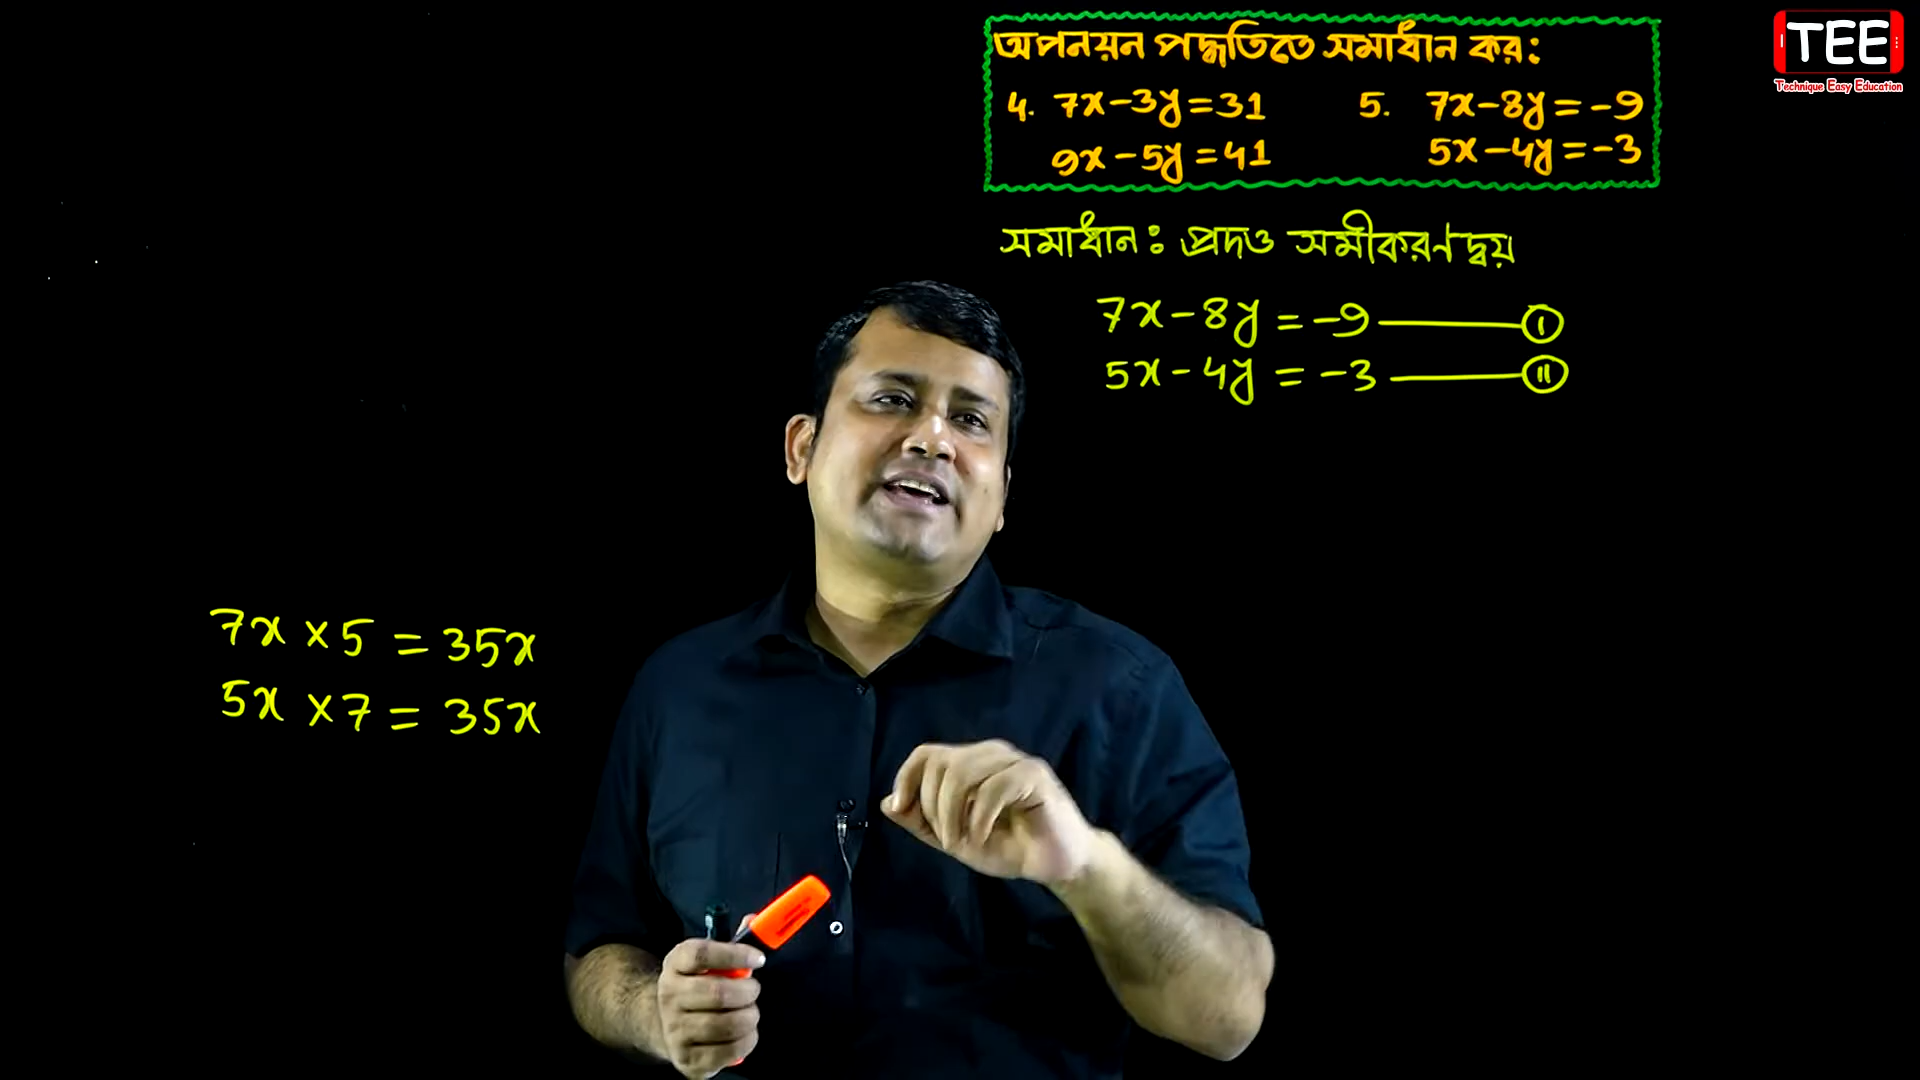 TEE
Technique Easy Education
অপনয়ন পদ্ধতিতে সমাধান কর:
4. 7x-3y=31
9x-5y=41
5. 7x-8y=-9
5x-4y=-3
সমাধান: প্রদত্ত সমীকরণদ্বয়
7x-8y=-9 ——— (i)
5x-4y=-3 ——— (ii)
7x×5=35x
5x×7=35x